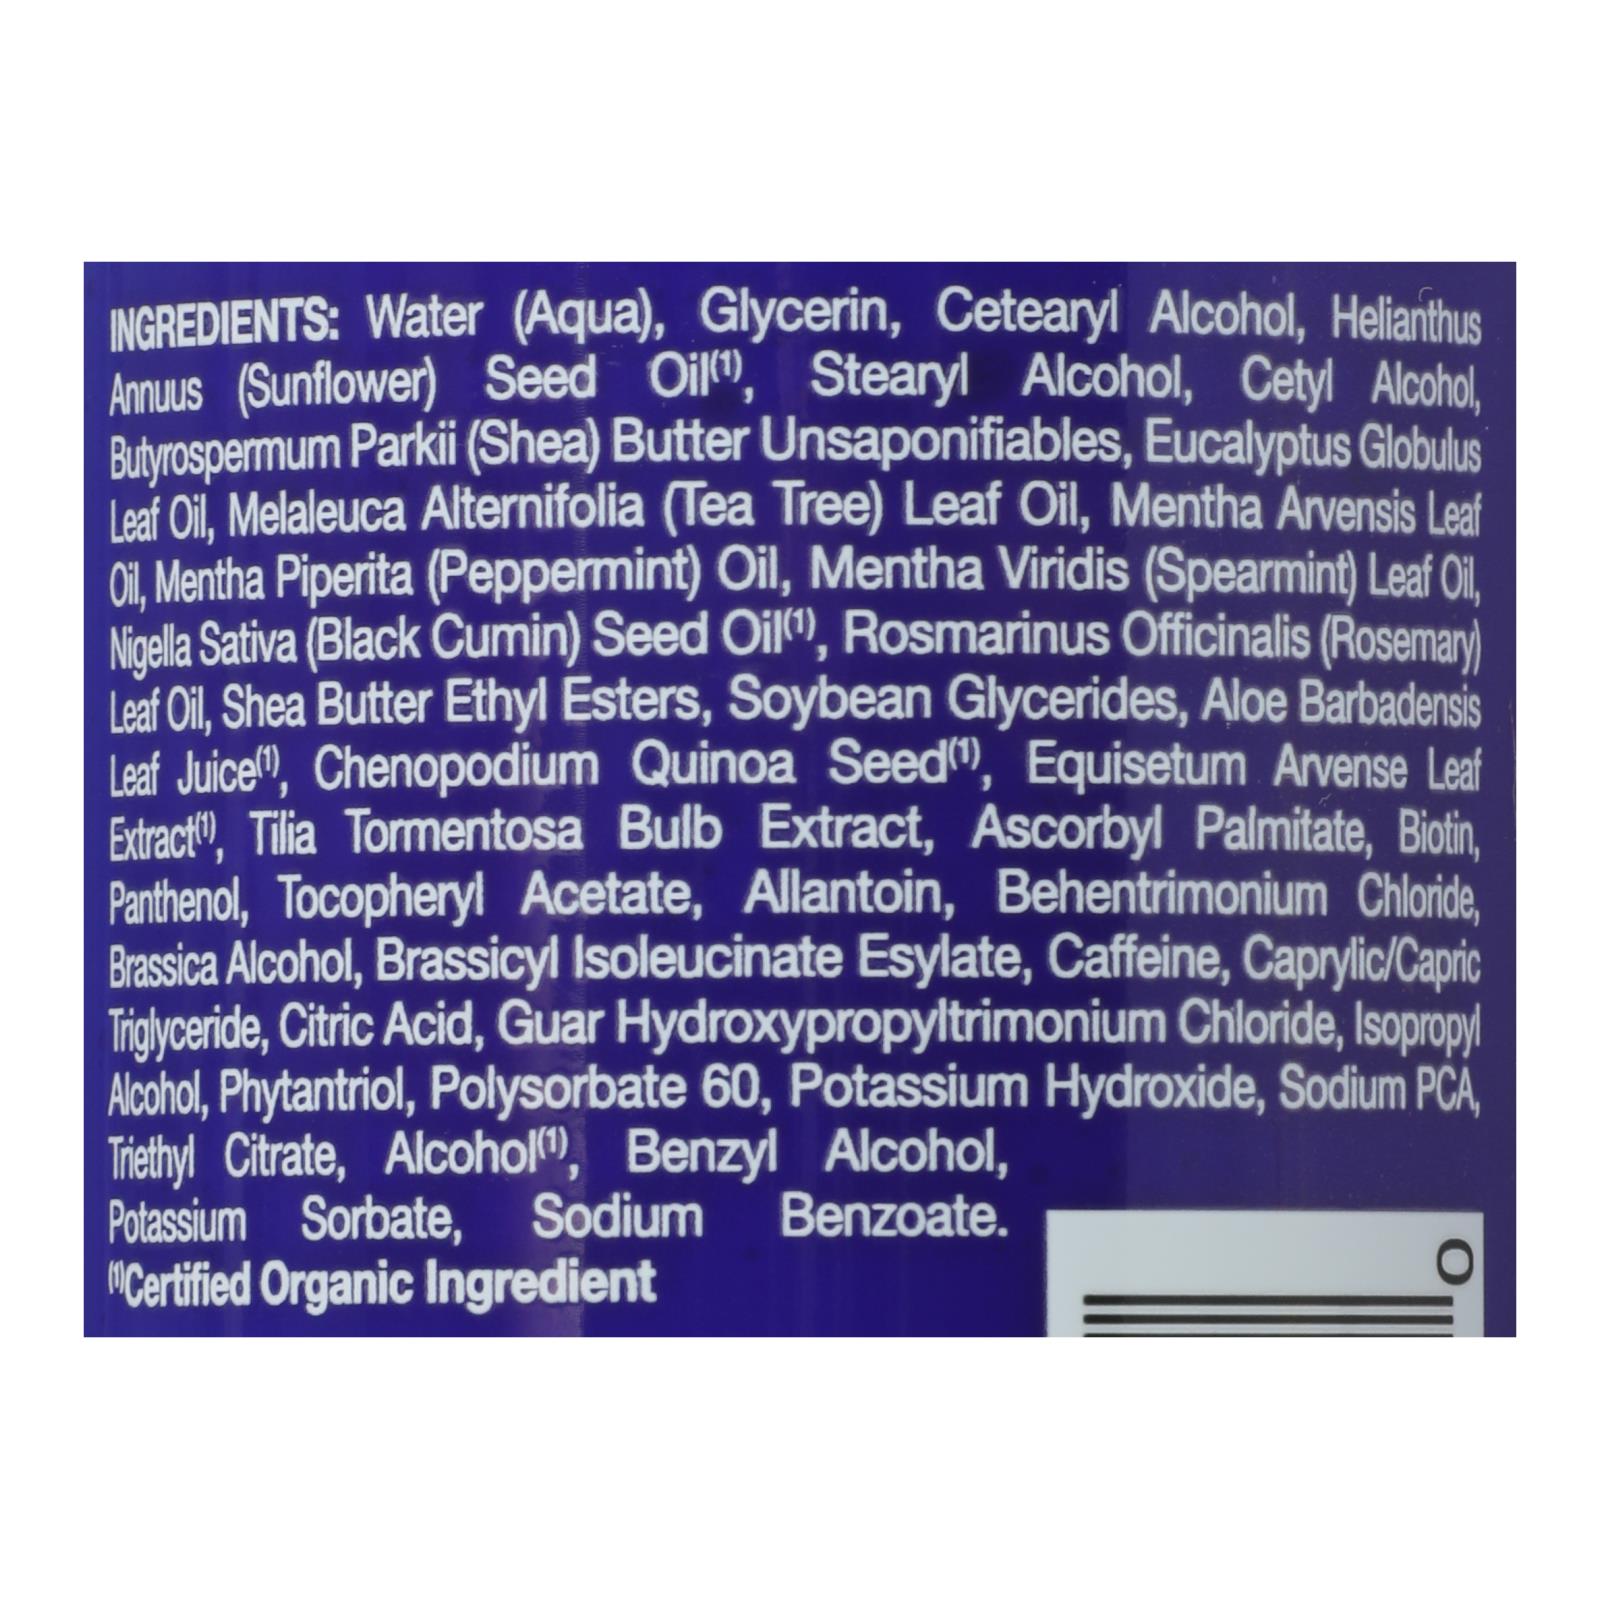 INGREDIENTS: Water (Aqua), Glycerin, Cetearyl Alcohol, Helianthus
Annuus (Sunflower) Seed Oil⁽¹⁾, Stearyl Alcohol, Cetyl Alcohol,
Butyrospermum Parkii (Shea) Butter Unsaponifiables, Eucalyptus Globulus
Leaf Oil, Melaleuca Alternifolia (Tea Tree) Leaf Oil, Mentha Arvensis Leaf
Oil, Mentha Piperita (Peppermint) Oil, Mentha Viridis (Spearmint) Leaf Oil,
Nigella Sativa (Black Cumin) Seed Oil⁽¹⁾, Rosmarinus Officinalis (Rosemary)
Leaf Oil, Shea Butter Ethyl Esters, Soybean Glycerides, Aloe Barbadensis
Leaf Juice⁽¹⁾, Chenopodium Quinoa Seed⁽¹⁾, Equisetum Arvense Leaf
Extract⁽¹⁾, Tilia Tormentosa Bulb Extract, Ascorbyl Palmitate, Biotin,
Panthenol, Tocopheryl Acetate, Allantoin, Behentrimonium Chloride,
Brassica Alcohol, Brassicyl Isoleucinate Esylate, Caffeine, Caprylic/Capric
Triglyceride, Citric Acid, Guar Hydroxypropyltrimonium Chloride, Isopropyl
Alcohol, Phytantriol, Polysorbate 60, Potassium Hydroxide, Sodium PCA,
Triethyl Citrate, Alcohol⁽¹⁾, Benzyl Alcohol,
Potassium Sorbate, Sodium Benzoate.
⁽¹⁾Certified Organic Ingredient
0